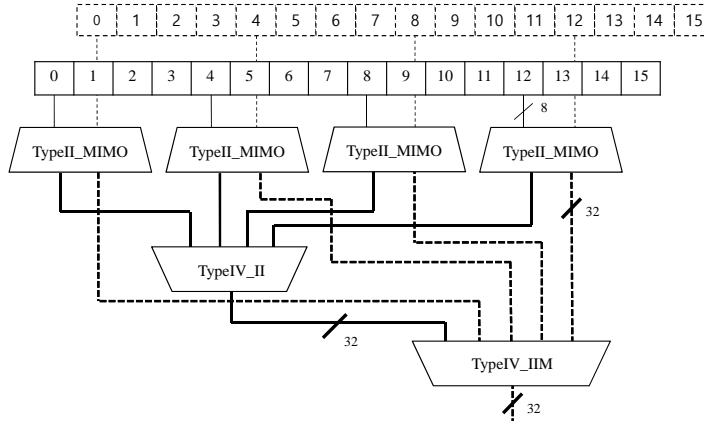 0 1 2 3 4 5 6 7 8 9 10 11 12 13 14 15
0 1 2 3 4 5 6 7 8 9 10 11 12 13 14 15
8
TypeII_MIMO TypeII_MIMO TypeII_MIMO TypeII_MIMO
32
TypeIV_II
32
TypeIV_IIM
32